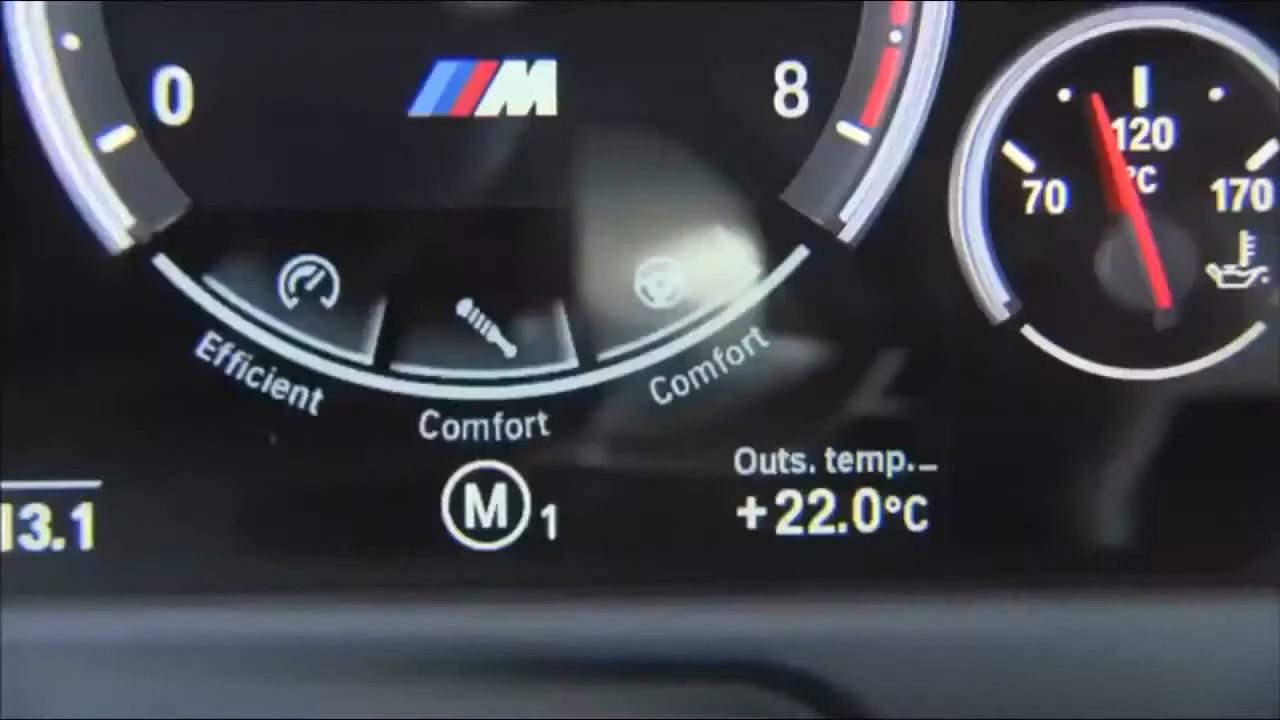 0
M
8
120
°C
70
170
Efficient
Comfort
Comfort
M 1
Outs. temp.
+22.0°C
13.1